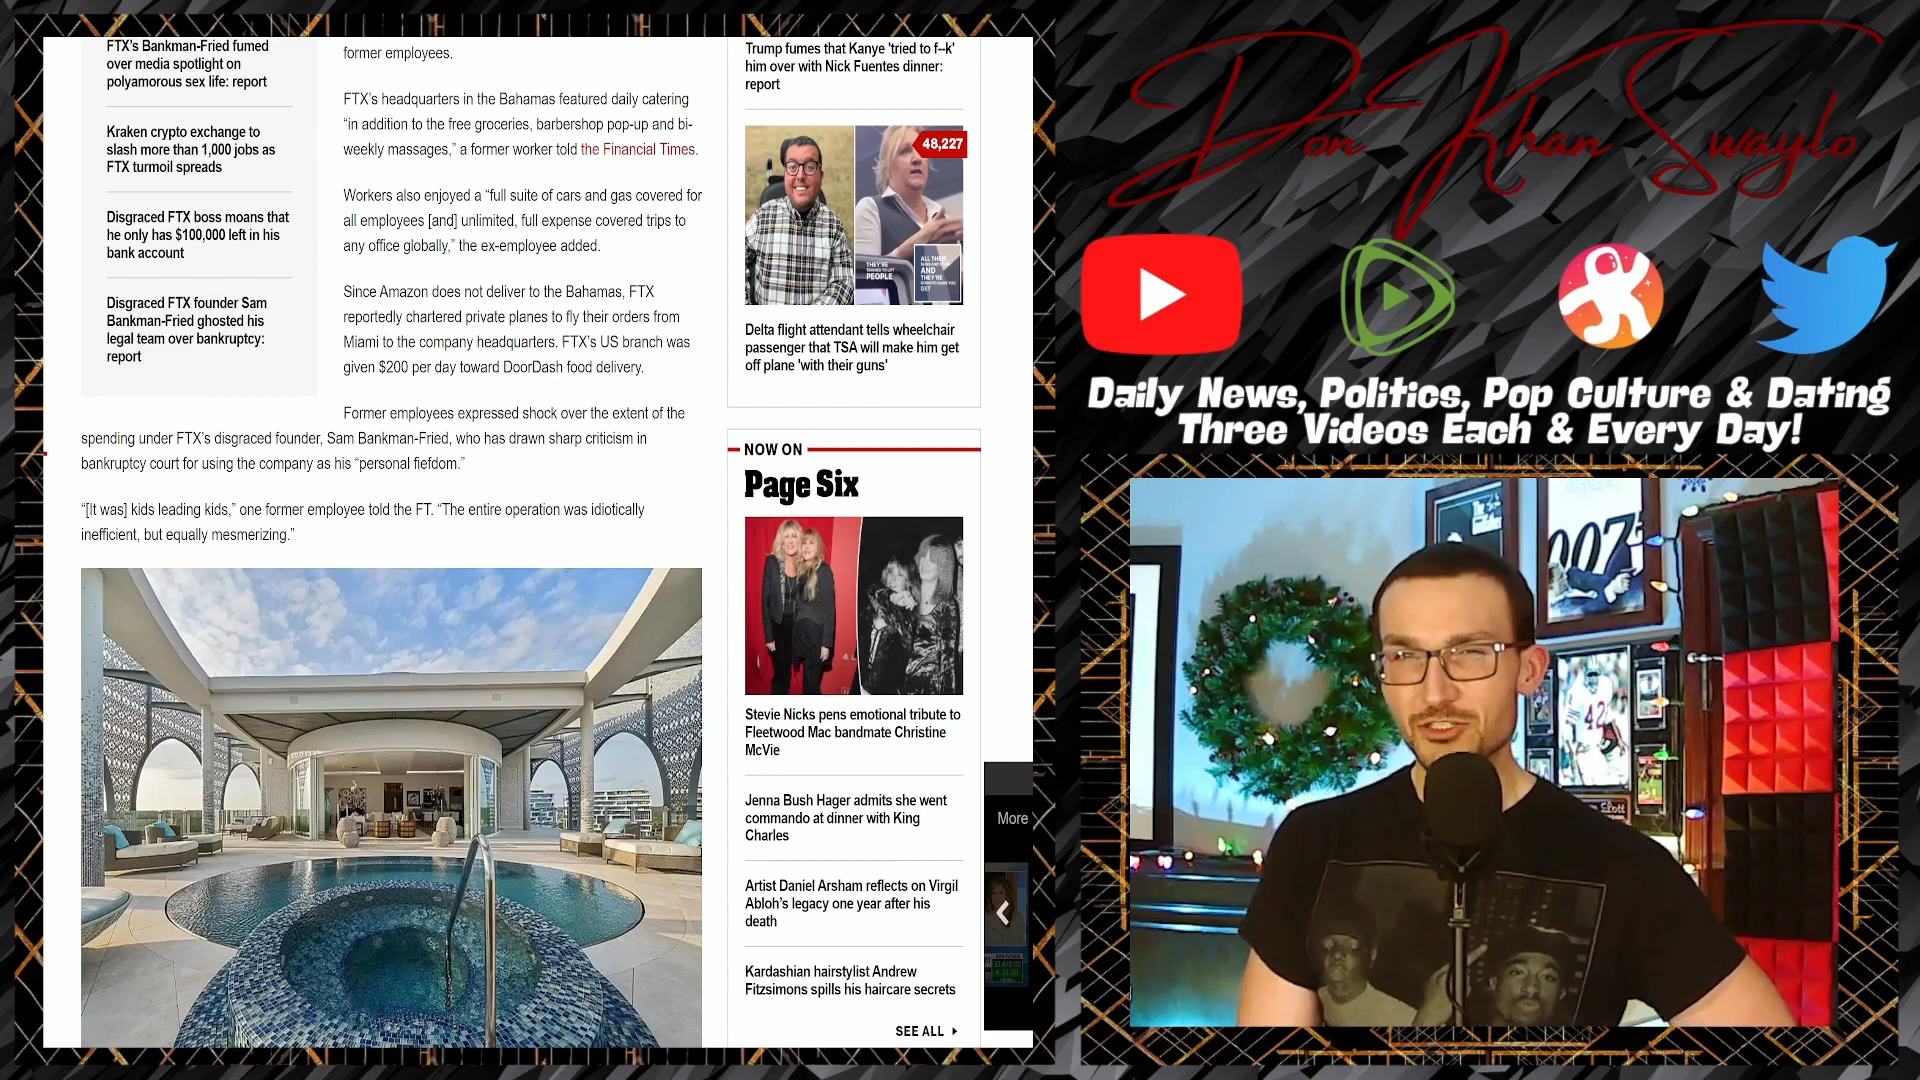 FTX's Bankman-Fried fumed
over media spotlight on
polyamorous sex life: report
Kraken crypto exchange to
slash more than 1,000 jobs as
FTX turmoil spreads
Disgraced FTX boss moans that
he only has $100,000 left in his
bank account
Disgraced FTX founder Sam
Bankman-Fried ghosted his
legal team over bankruptcy:
report
former employees.
FTX's headquarters in the Bahamas featured daily catering
“in addition to the free groceries, barbershop pop-up and bi-
weekly massages,” a former worker told the Financial Times.
Workers also enjoyed a “full suite of cars and gas covered for
all employees [and] unlimited, full expense covered trips to
any office globally,” the ex-employee added.
Since Amazon does not deliver to the Bahamas, FTX
reportedly chartered private planes to fly their orders from
Miami to the company headquarters. FTX's US branch was
given $200 per day toward DoorDash food delivery.
Former employees expressed shock over the extent of the
spending under FTX's disgraced founder, Sam Bankman-Fried, who has drawn sharp criticism in
bankruptcy court for using the company as his “personal fiefdom.”
“[It was] kids leading kids,” one former employee told the FT. “The entire operation was idiotically
inefficient, but equally mesmerizing.”
Trump fumes that Kanye 'tried to f--k'
him over with Nick Fuentes dinner:
report
48,227
THEY'RE
PEOPLE
AND
THEY'RE
GET
Delta flight attendant tells wheelchair
passenger that TSA will make him get
off plane 'with their guns'
NOW ON
Page Six
Stevie Nicks pens emotional tribute to
Fleetwood Mac bandmate Christine
McVie
Jenna Bush Hager admits she went
commando at dinner with King
Charles
Artist Daniel Arsham reflects on Virgil
Abloh's legacy one year after his
death
Kardashian hairstylist Andrew
Fitzsimons spills his haircare secrets
SEE ALL
More
Don Khan Swaylo
Daily News, Politics, Pop Culture & Dating
Three Videos Each & Every Day!
007
42